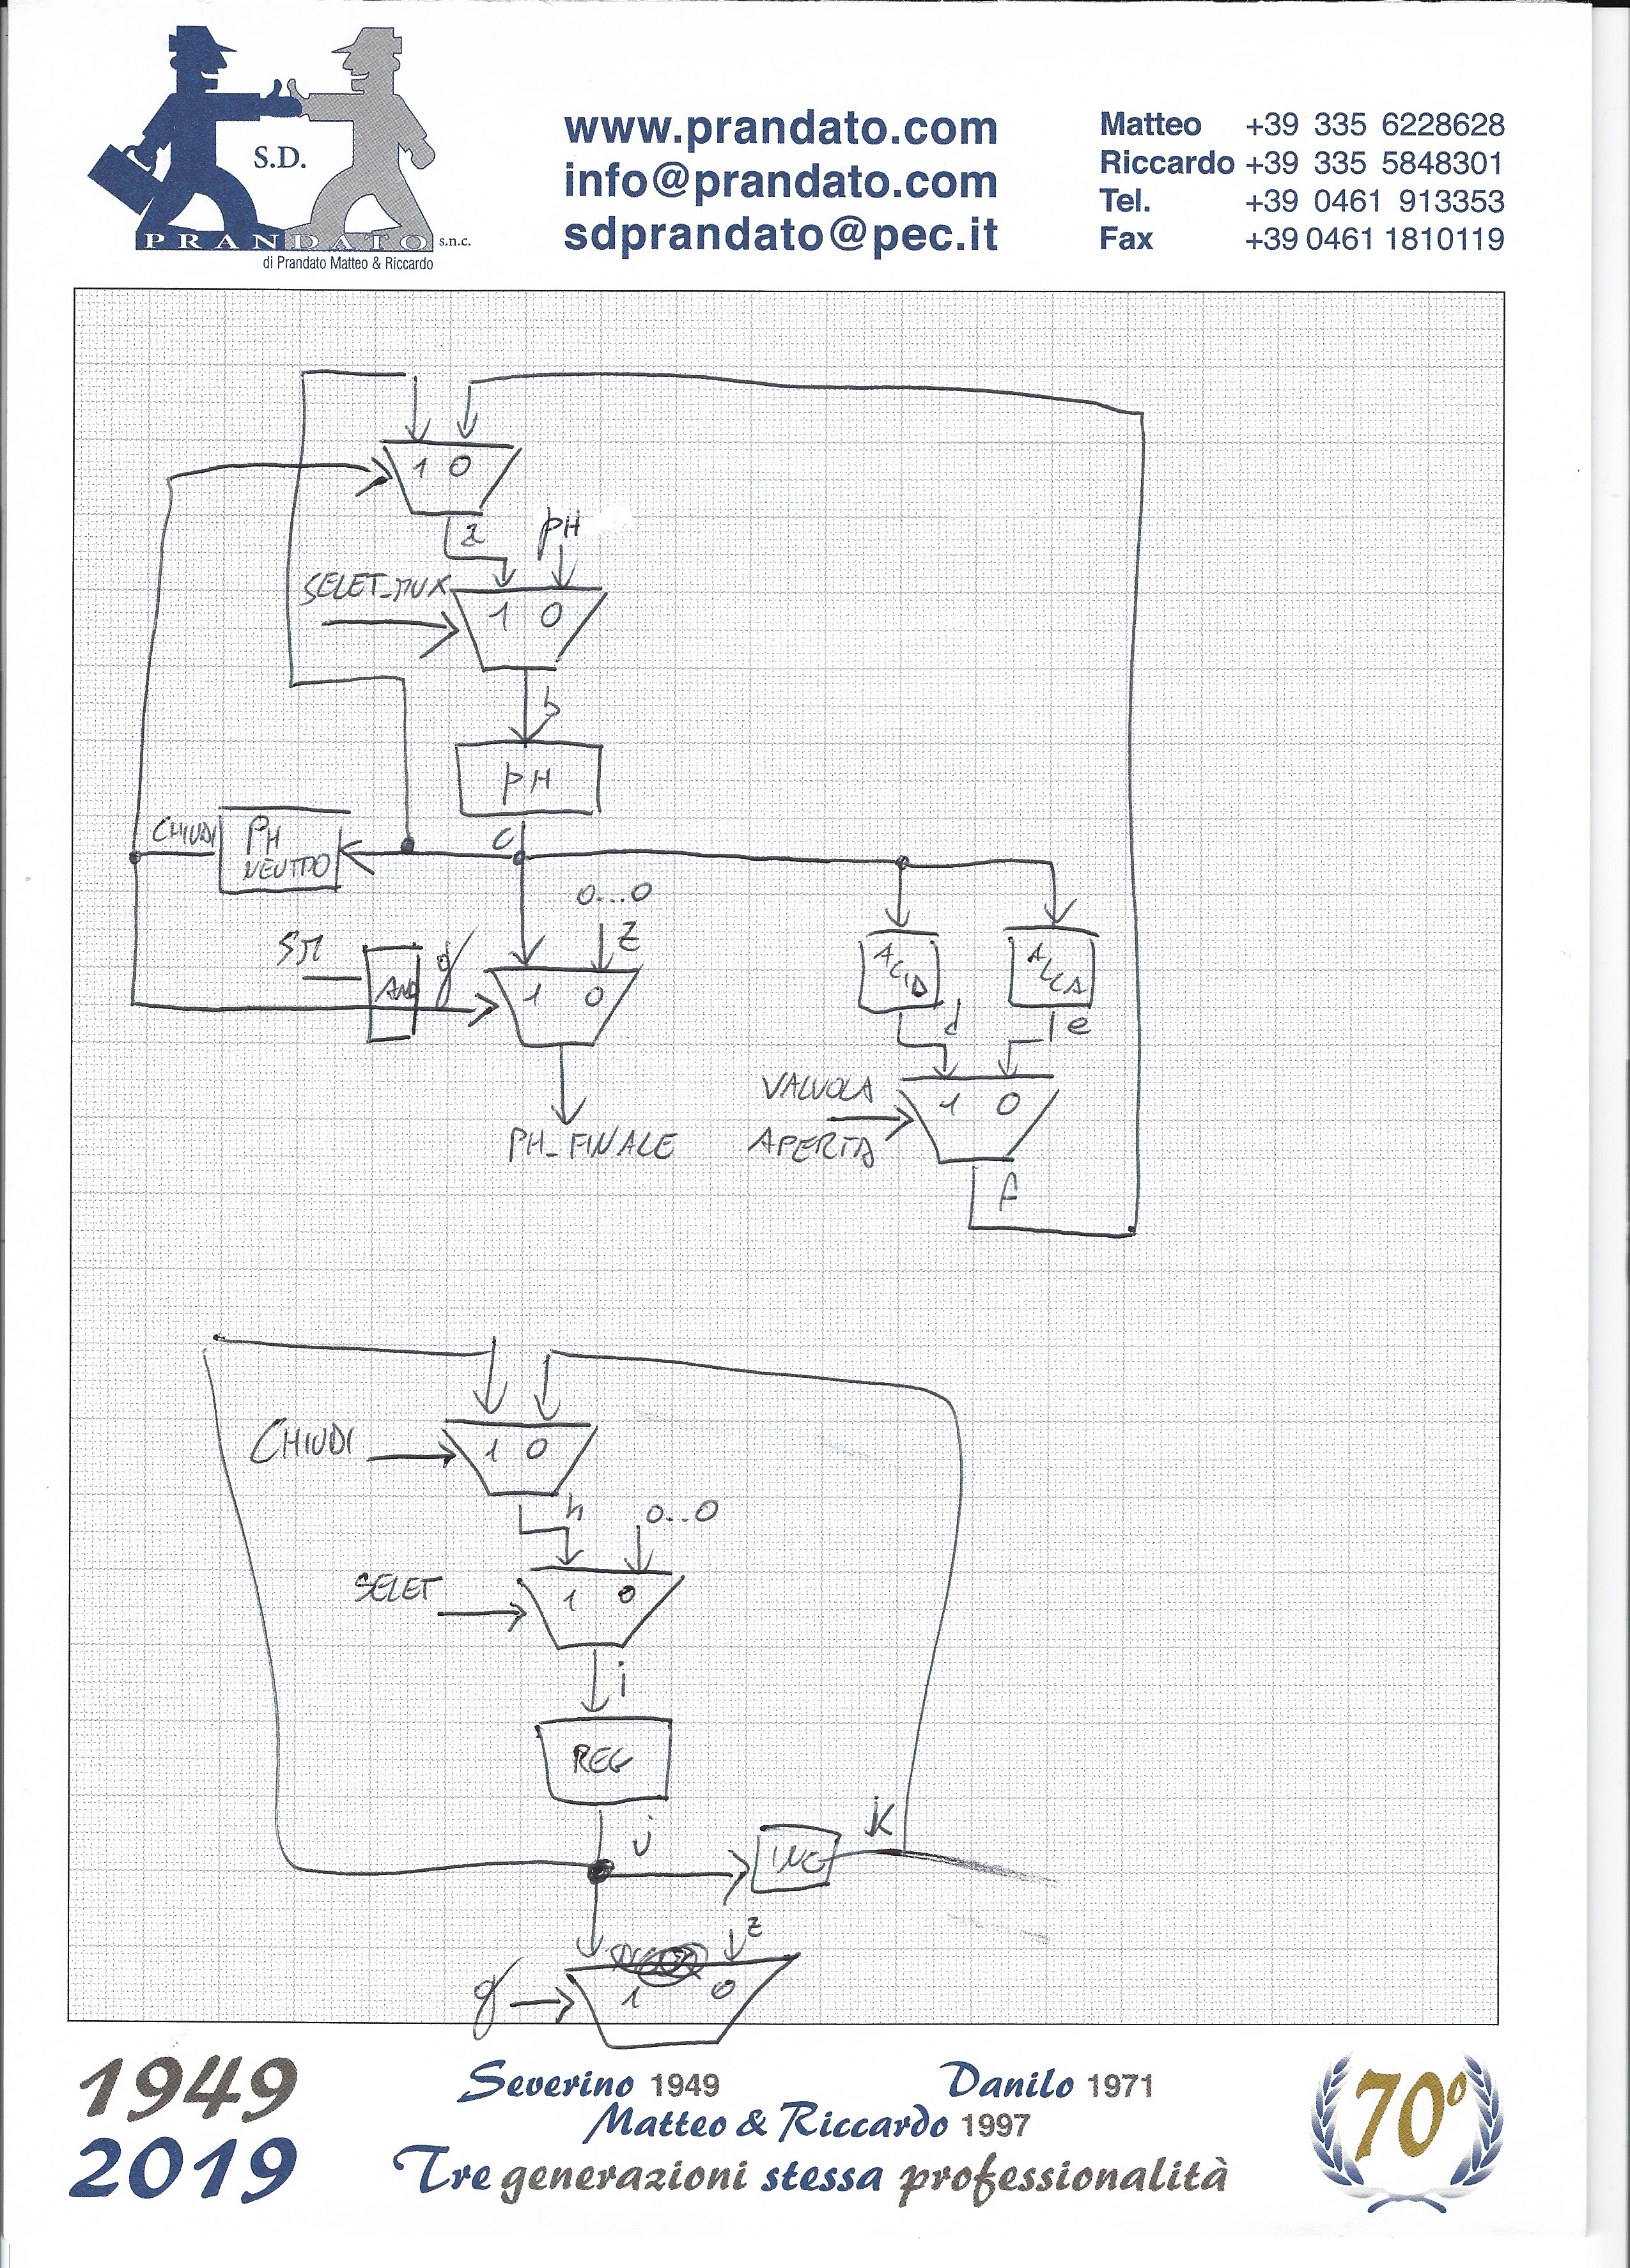 S.D.
PRANDATO s.n.c.
di Prandato Matteo & Riccardo
www.prandato.com
info@prandato.com
sdprandato@pec.it
Matteo +39 335 6228628
Riccardo +39 335 5848301
Tel. +39 0461 913353
Fax +39 0461 1810119
1 0
a
pH
SELET_MUX
1 0
b
pH
c
CHIUDI
PH
NEUTRO
0...0
z
SM
AND
g
1 0
ACID
ALCA
d
e
VALVOLA
APERTA
1 0
PH_FINALE
f
CHIUDI
1 0
h
0...0
SELET
1 0
i
REG
j
INC
k
z
g
1 0
1949
2019
Severino 1949
Danilo 1971
Matteo & Riccardo 1997
Tre generazioni stessa professionalità
70º